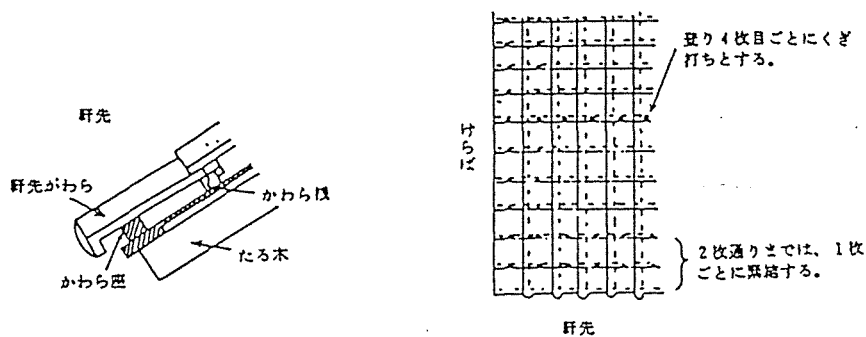 軒先
軒先がわら
かわら桟
たる木
かわら座
登り4枚目ごとにくぎ
打ちとする。
けらば
2枚通りまでは、1枚
ごとに緊結する。
軒先